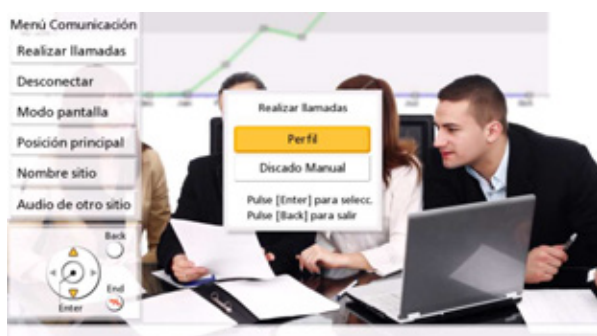 Menú Comunicación
Realizar llamadas
Desconectar
Modo pantalla
Posición principal
Nombre sitio
Audio de otro sitio
Back
End
Enter
Realizar llamadas
Perfil
Discado Manual
Pulse [Enter] para selecc.
Pulse [Back] para salir